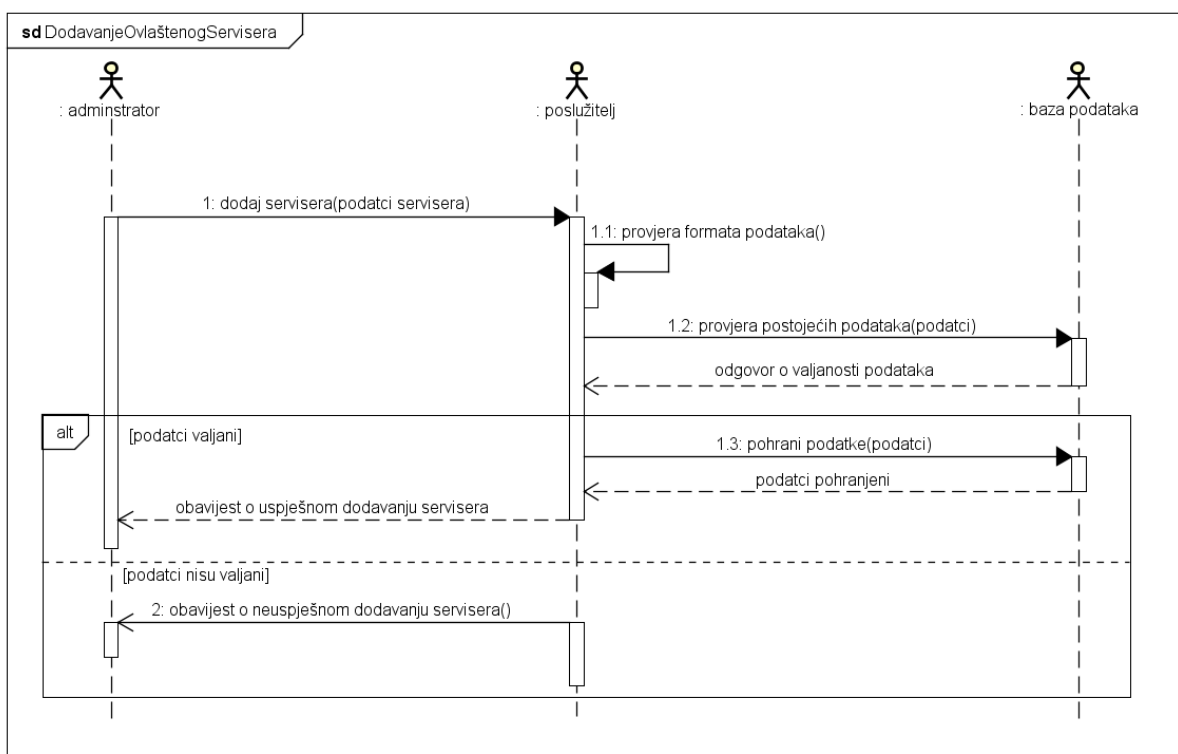 sd DodavanjeOvlaštenogServisera
: adminstrator
: poslužitelj
: baza podataka
1: dodaj servisera(podatci servisera)
1.1: provjera formata podataka()
1.2: provjera postojećih podataka(podatci)
odgovor o valjanosti podataka
alt
[podatci valjani]
1.3: pohrani podatke(podatci)
podatci pohranjeni
obavijest o uspješnom dodavanju servisera
[podatci nisu valjani]
2: obavijest o neuspješnom dodavanju servisera()